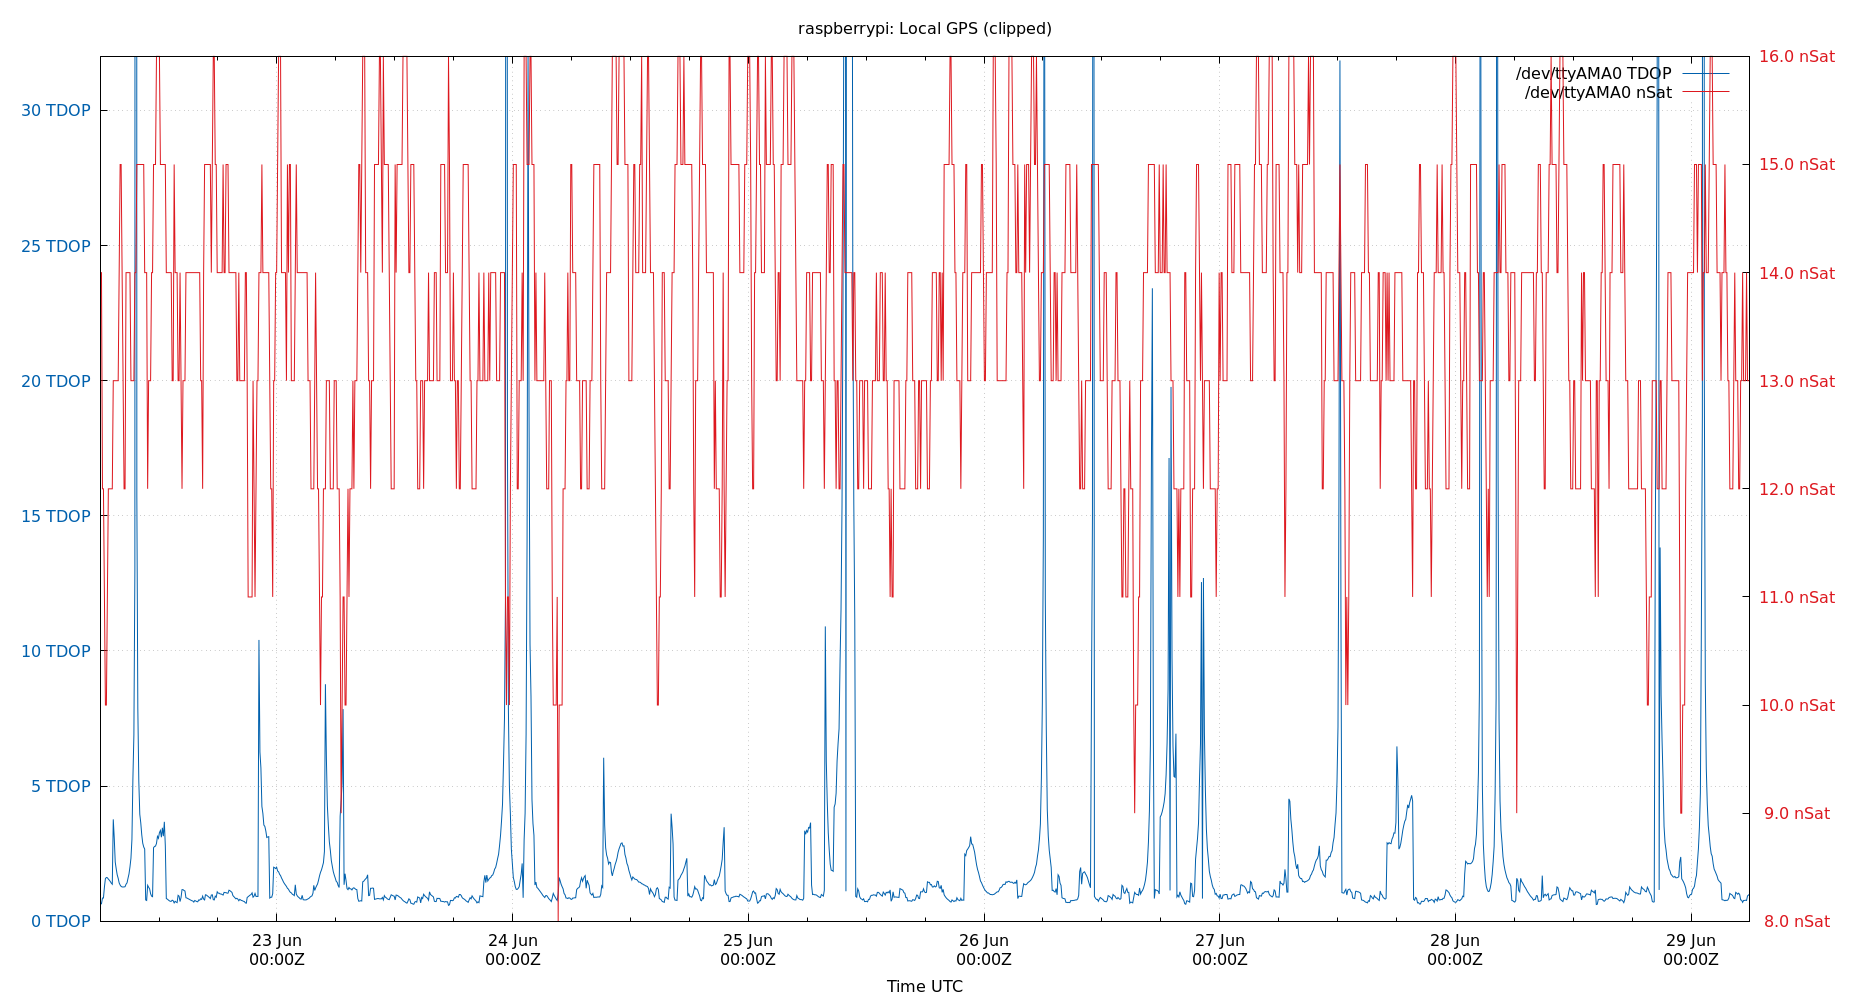 raspberrypi: Local GPS (clipped)
/dev/ttyAMA0 TDOP
/dev/ttyAMA0 nSat
30 TDOP
25 TDOP
20 TDOP
15 TDOP
10 TDOP
5 TDOP
0 TDOP
16.0 nSat
15.0 nSat
14.0 nSat
13.0 nSat
12.0 nSat
11.0 nSat
10.0 nSat
9.0 nSat
8.0 nSat
23 Jun
00:00Z
24 Jun
00:00Z
25 Jun
00:00Z
26 Jun
00:00Z
27 Jun
00:00Z
28 Jun
00:00Z
29 Jun
00:00Z
Time UTC